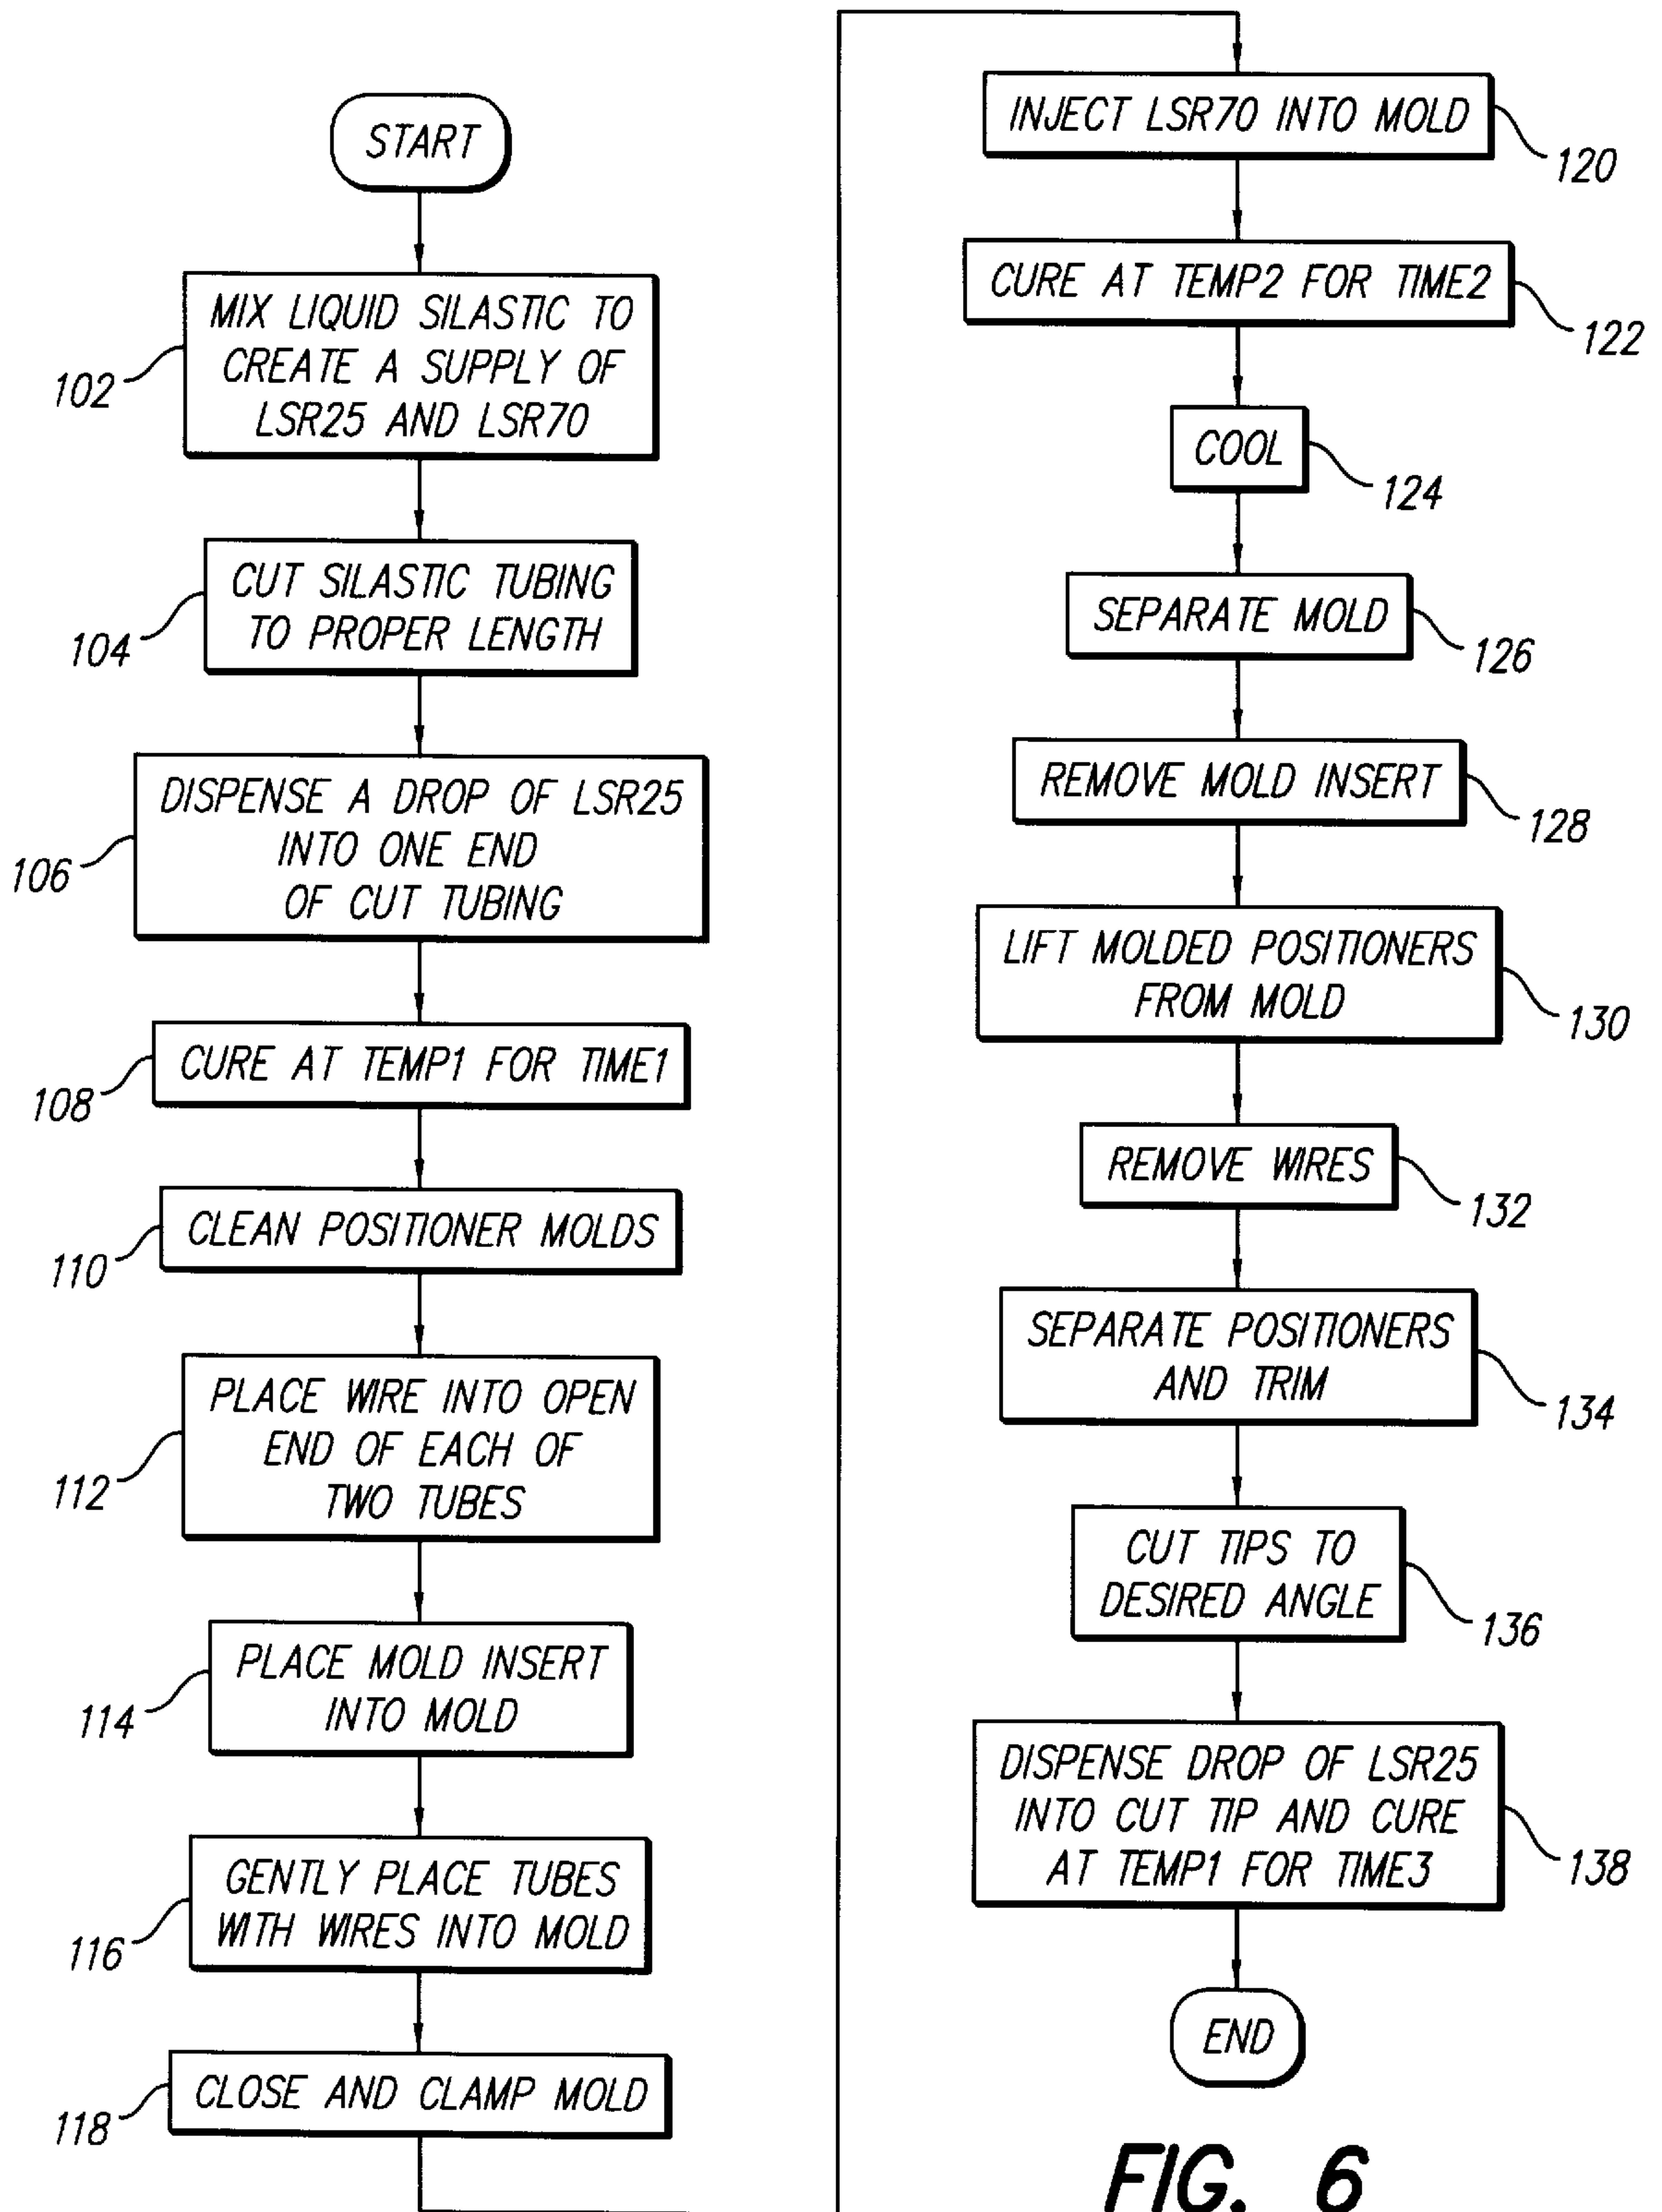 START
MIX LIQUID SILASTIC TO
CREATE A SUPPLY OF
LSR25 AND LSR70
102
CUT SILASTIC TUBING
TO PROPER LENGTH
104
DISPENSE A DROP OF LSR25
INTO ONE END
OF CUT TUBING
106
CURE AT TEMP1 FOR TIME1
108
CLEAN POSITIONER MOLDS
110
PLACE WIRE INTO OPEN
END OF EACH OF
TWO TUBES
112
PLACE MOLD INSERT
INTO MOLD
114
GENTLY PLACE TUBES
WITH WIRES INTO MOLD
116
CLOSE AND CLAMP MOLD
118
INJECT LSR70 INTO MOLD
120
CURE AT TEMP2 FOR TIME2
122
COOL
124
SEPARATE MOLD
126
REMOVE MOLD INSERT
128
LIFT MOLDED POSITIONERS
FROM MOLD
130
REMOVE WIRES
132
SEPARATE POSITIONERS
AND TRIM
134
CUT TIPS TO
DESIRED ANGLE
136
DISPENSE DROP OF LSR25
INTO CUT TIP AND CURE
AT TEMP1 FOR TIME3
138
END
FIG. 6